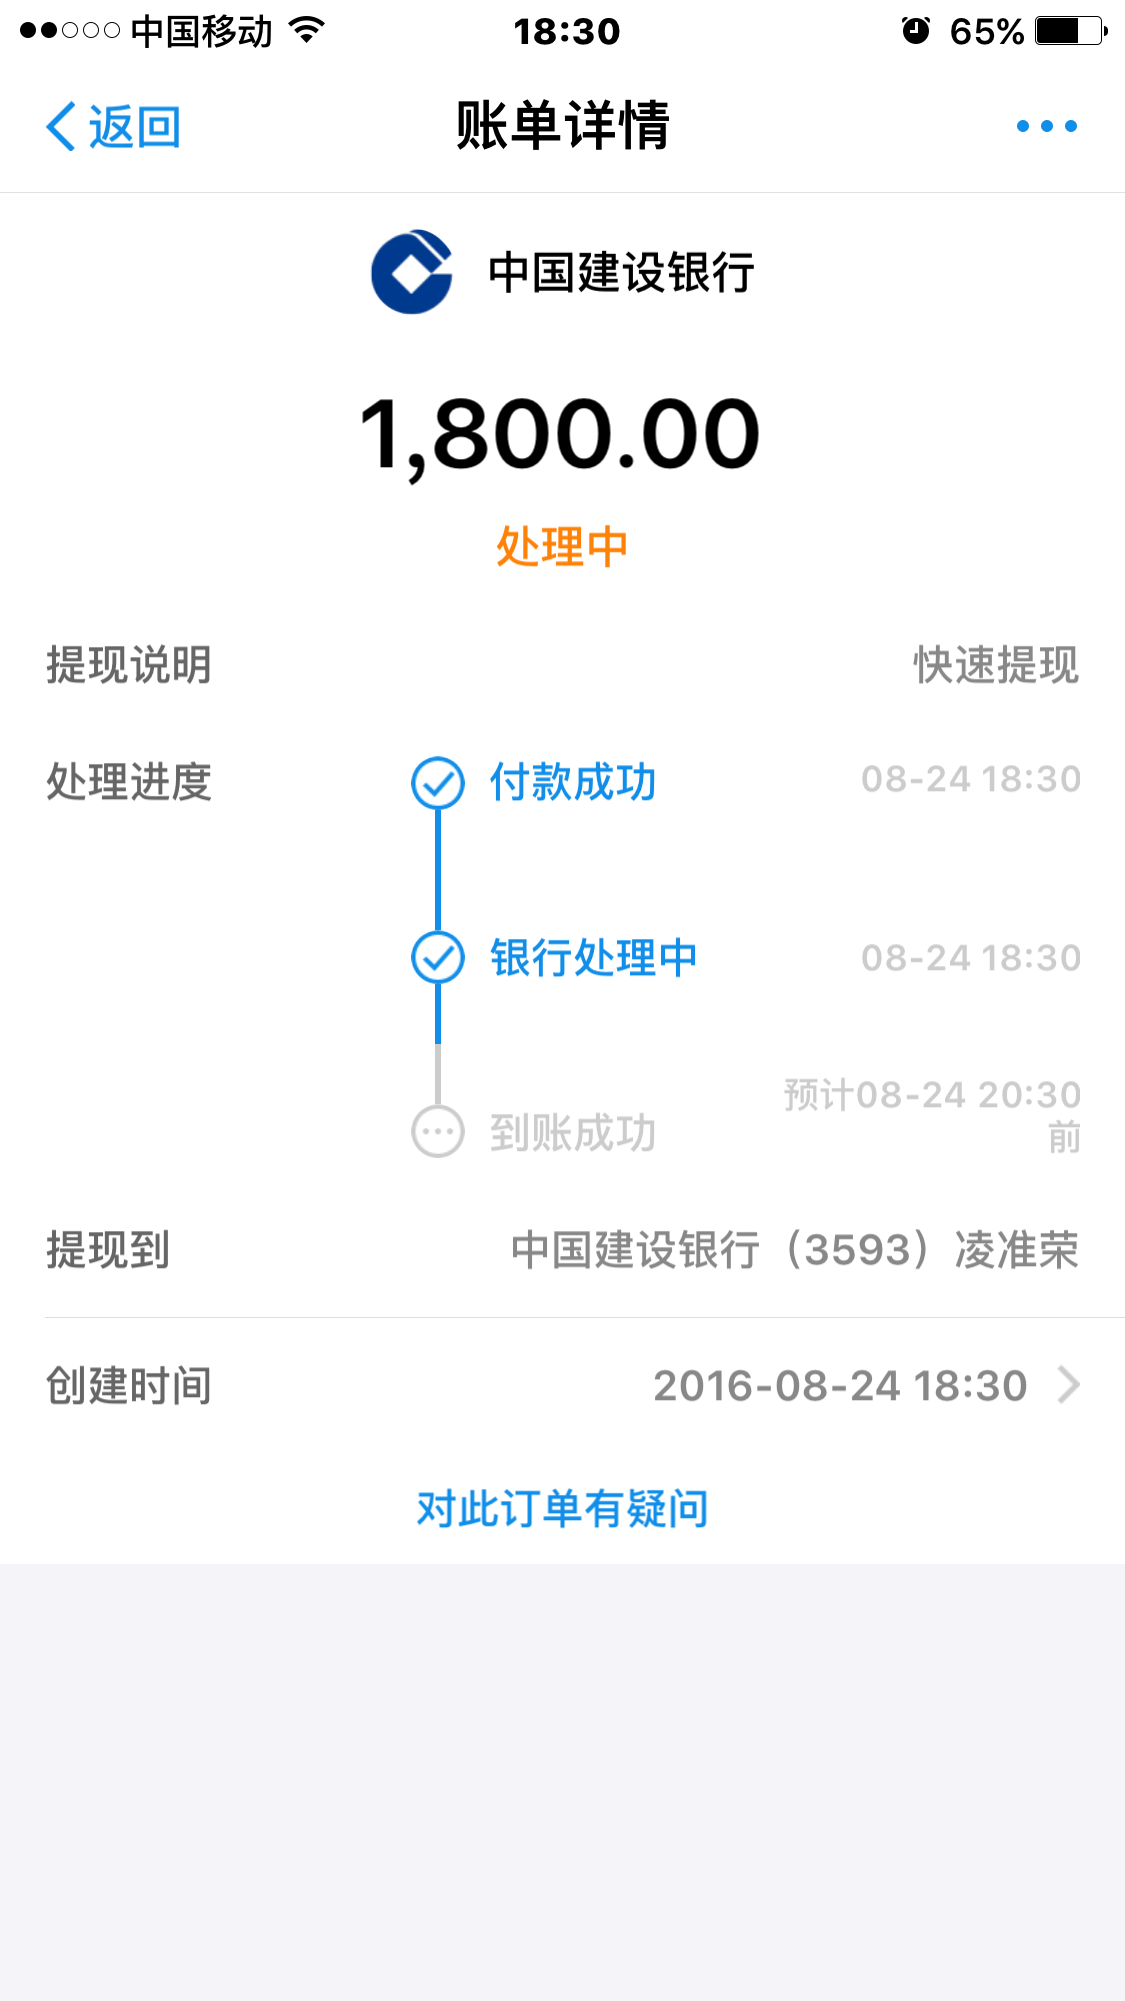 中国移动 18:30 65%
返回 账单详情
中国建设银行
1,800.00
处理中
提现说明 快速提现
处理进度 付款成功 08-24 18:30
银行处理中 08-24 18:30
到账成功 预计08-24 20:30
前
提现到 中国建设银行（3593）凌准荣
创建时间 2016-08-24 18:30
对此订单有疑问